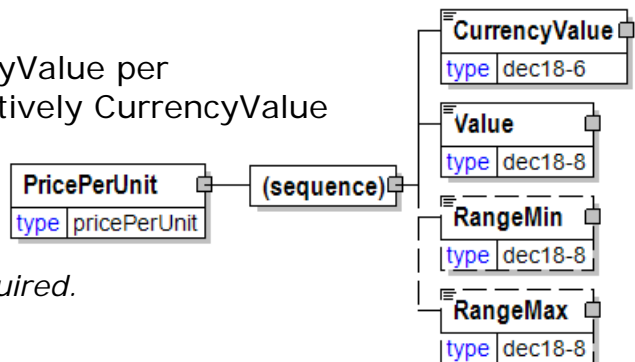 yValue per
tively CurrencyValue
uired.
PricePerUnit
type pricePerUnit
(sequence)
CurrencyValue
type dec18-6
Value
type dec18-8
RangeMin
type dec18-8
RangeMax
type dec18-8